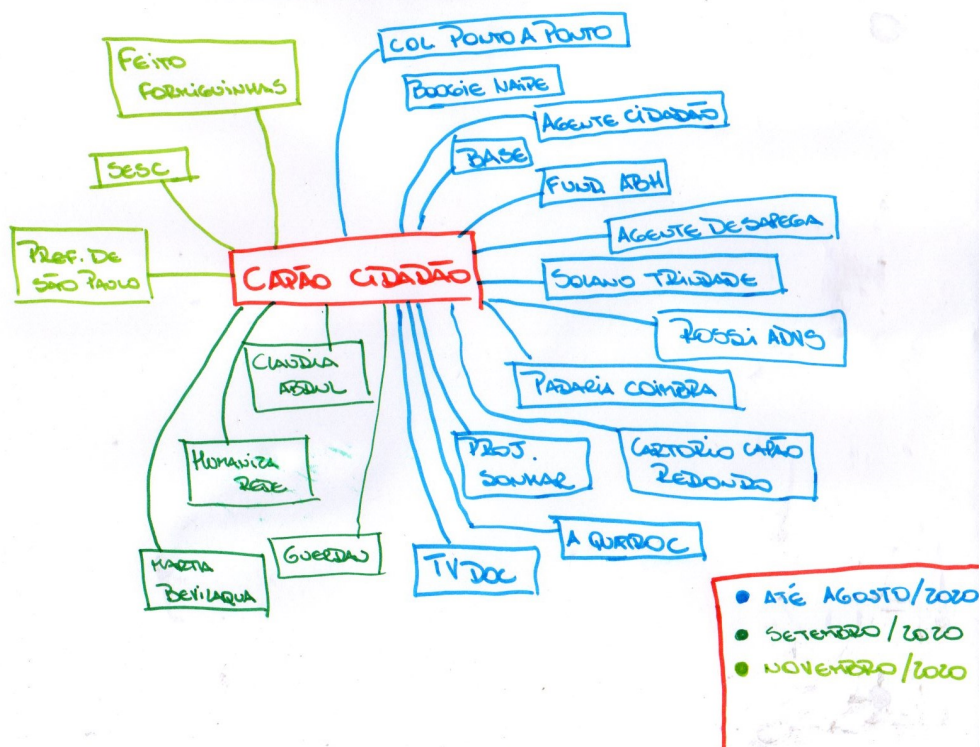 COL PONTO A PONTO
FEITO
FORMIGUINHAS
BOOGIE NAIPE
AGENTE CIDADÃO
BASE
SESC
FUND. ABH
AGENTE DESAPEGA
PREF. DE
SÃO PAULO
CAPÃO CIDADÃO
SOLANO TRINDADE
ROSSI ADVS
CLAUDIA
ABDUL
PADARIA COIMBRA
HUMANIZA
REDE
PROJ.
SONHAR
CARTORIO CAPÃO
REDONDO
MARTA
BEVILAQUA
GUERDAU
TV DOC
A QUATRO C
• ATÉ AGOSTO/2020
• SETEMBRO/2020
• NOVEMBRO/2020